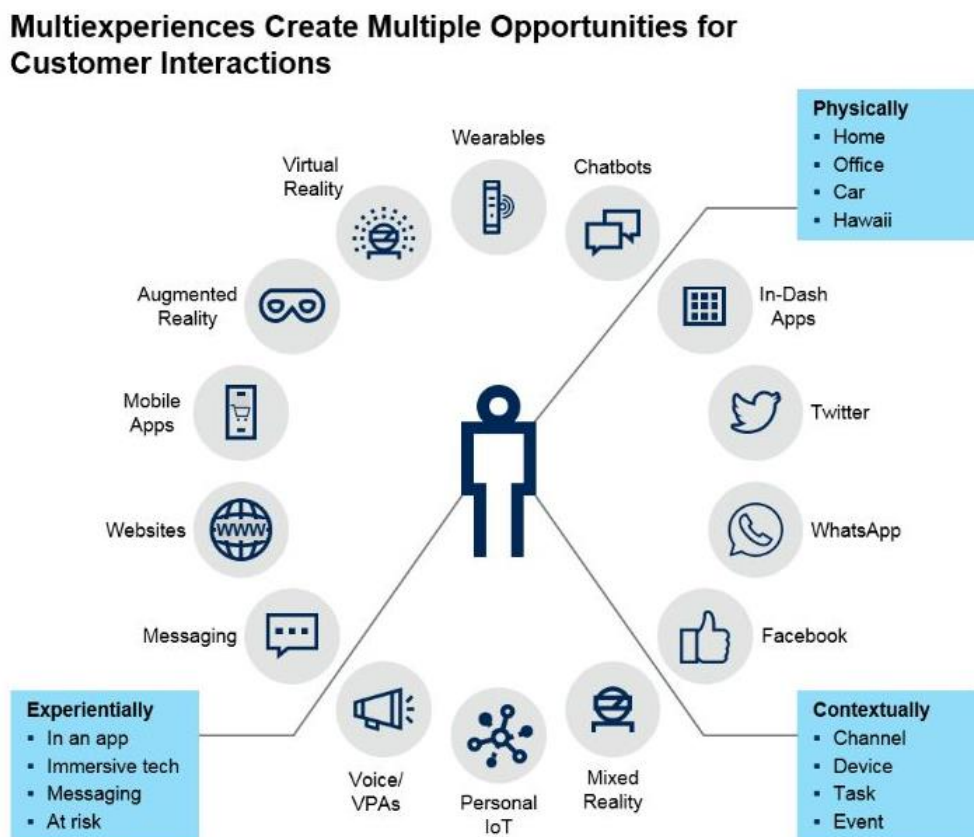 Multiexperiences Create Multiple Opportunities for
Customer Interactions
Physically
▪ Home
▪ Office
▪ Car
▪ Hawaii
Wearables
Virtual
Reality
Chatbots
Augmented
Reality
In-Dash
Apps
Mobile
Apps
Twitter
Websites
WWW
WhatsApp
Messaging
Facebook
Experientially
▪ In an app
▪ Immersive tech
▪ Messaging
▪ At risk
Voice/
VPAs
Personal
IoT
Mixed
Reality
Contextually
▪ Channel
▪ Device
▪ Task
▪ Event